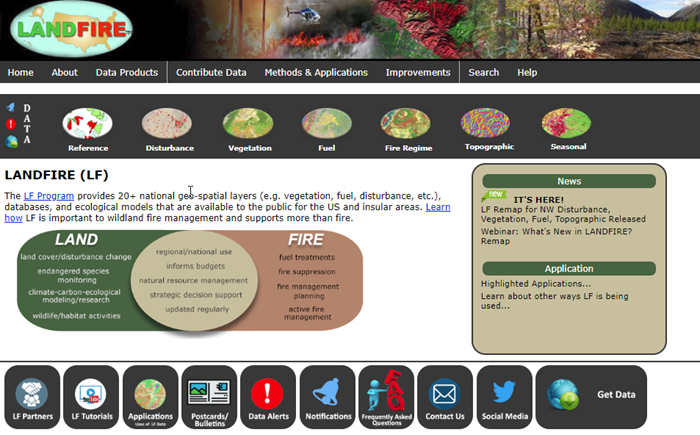 LANDFIRE
Home About Data Products Contribute Data Methods & Applications Improvements Search Help
DATA
Reference Disturbance Vegetation Fuel Fire Regime Topographic Seasonal
LANDFIRE (LF)
The LF Program provides 20+ national geo-spatial layers (e.g. vegetation, fuel, disturbance, etc.),
databases, and ecological models that are available to the public for the US and insular areas. Learn
how LF is important to wildland fire management and supports more than fire.
LAND
land cover/disturbance change
endangered species
monitoring
climate-carbon-ecological
modeling/research
wildlife/habitat activities
regional/national use
informs budgets
natural resource management
strategic decision support
updated regularly
FIRE
fuel treatments
fire suppression
fire management
planning
active fire
management
News
new IT'S HERE!
LF Remap for NW Disturbance,
Vegetation, Fuel, Topographic Released
Webinar: What's New in LANDFIRE?
Remap
Application
Highlighted Applications...
Learn about other ways LF is being
used...
LF Partners
LF Tutorials
Applications
Uses of LF Data
Postcards/
Bulletins
Data Alerts
Notifications
FAQ
Frequently Asked
Questions
Contact Us
Social Media
Get Data